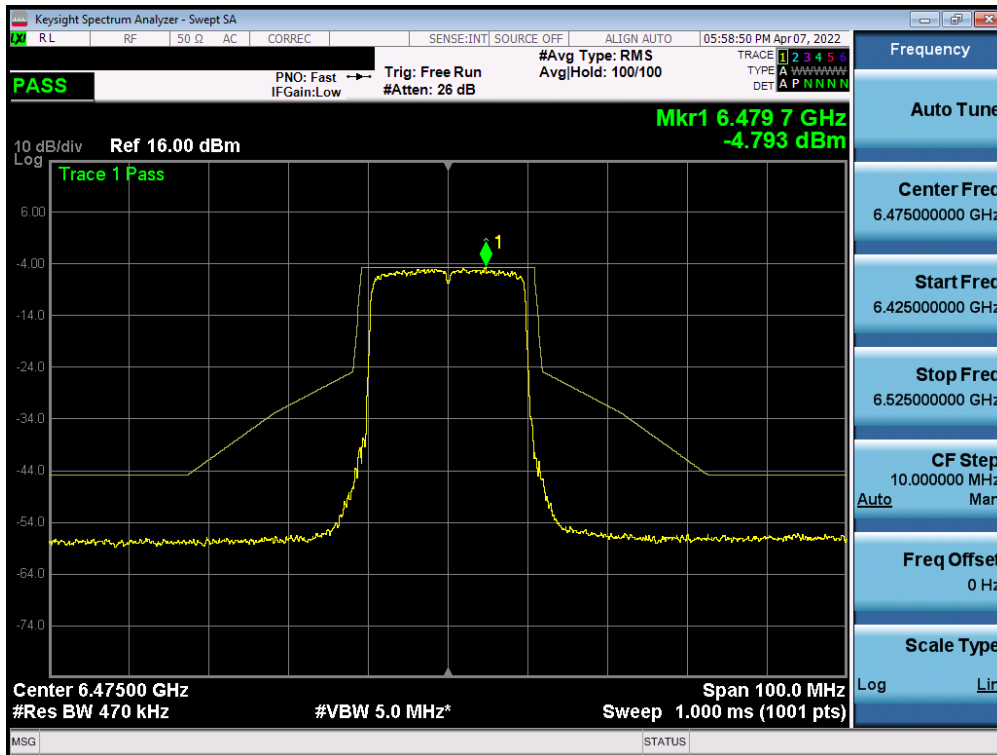 Keysight Spectrum Analyzer - Swept SA
LXI RL RF 50 Ω AC CORREC SENSE:INT SOURCE OFF ALIGN AUTO 05:58:50 PM Apr 07, 2022
PASS
PNO: Fast
IFGain:Low
Trig: Free Run
#Atten: 26 dB
#Avg Type: RMS
Avg|Hold: 100/100
TRACE 1 2 3 4 5 6
TYPE A WWWWW
DET A P N N N N
Mkr1 6.479 7 GHz
-4.793 dBm
10 dB/div Ref 16.00 dBm
Log
Trace 1 Pass
1
6.00
-4.00
-14.0
-24.0
-34.0
-44.0
-54.0
-64.0
-74.0
Center 6.47500 GHz Span 100.0 MHz
#Res BW 470 kHz #VBW 5.0 MHz* Sweep 1.000 ms (1001 pts)
MSG STATUS
Frequency
Auto Tune
Center Freq
6.475000000 GHz
Start Freq
6.425000000 GHz
Stop Freq
6.525000000 GHz
CF Step
10.000000 MHz
Auto Man
Freq Offset
0 Hz
Scale Type
Log Lin